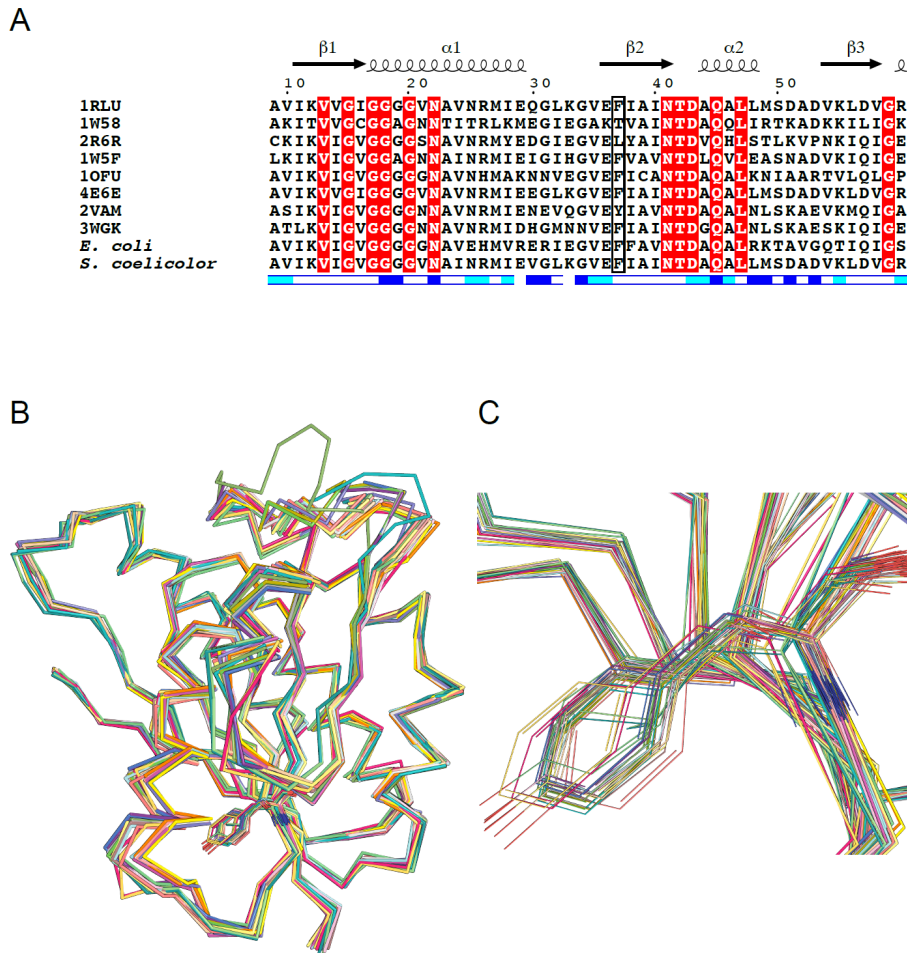 A
β1 α1 β2 α2 β3
10 20 30 40 50
1RLU AVIKVVGIGGGGVNAVNRMIEQGLKGVEFIAINTDAQALLMSDADVKLDVGR
1W58 AKITVVGCGGAGNNTITRLKMEGIEGAKTVAINTDAQQLIRTKADKKILIGK
2R6R CKIKVIGVGGGGSNAVNRMYEDGIEGVELYAINTDVQHLSTLKVPNKIQIGE
1W5F LKIKVIGVGGAGNNAINRMIEIGIHGVEFVAVNTDLQVLEASNADVKIQIGE
1OFU AVIKVIGVGGGGGNAVNHMAKNNVEGVEFICANTDAQALKNIAARTVLQLGP
4E6E AVIKVVGIGGGGVNAVNRMIEEGLKGVEFIAINTDAQALLMSDADVKLDVGR
2VAM ASIKVIGVGGGGNNAVNRMIENEVQGVEYIAVNTDAQALNLSKAEVKMQIGA
3WGK ATLKVIGVGGGGNNAVNRMIDHGMNNVEFIAINTDGQALNLSKAESKIQIGE
E. coli AVIKVIGVGGGGGNAVEHMVRERIEGVEFFAVNTDAQALRKTAVGQTIQIGS
S. coelicolor AVIKVIGVGGGGVNAINRMIEVGLKGVEFIAINTDAQALLMSDADVKLDVGR
B
C